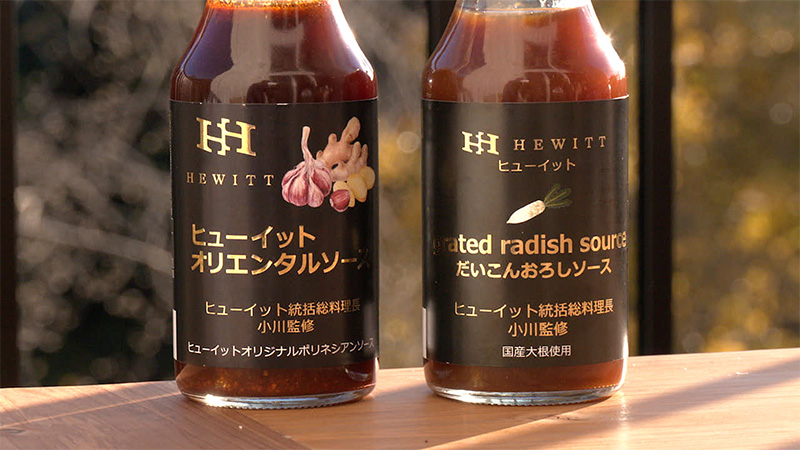 HEWITT
ヒューイット
オリエンタルソース
ヒューイット統括総料理長
小川監修
ヒューイットオリジナルポリネシアンソース
HEWITT
ヒューイット
grated radish source
だいこんおろしソース
ヒューイット統括総料理長
小川監修
国産大根使用